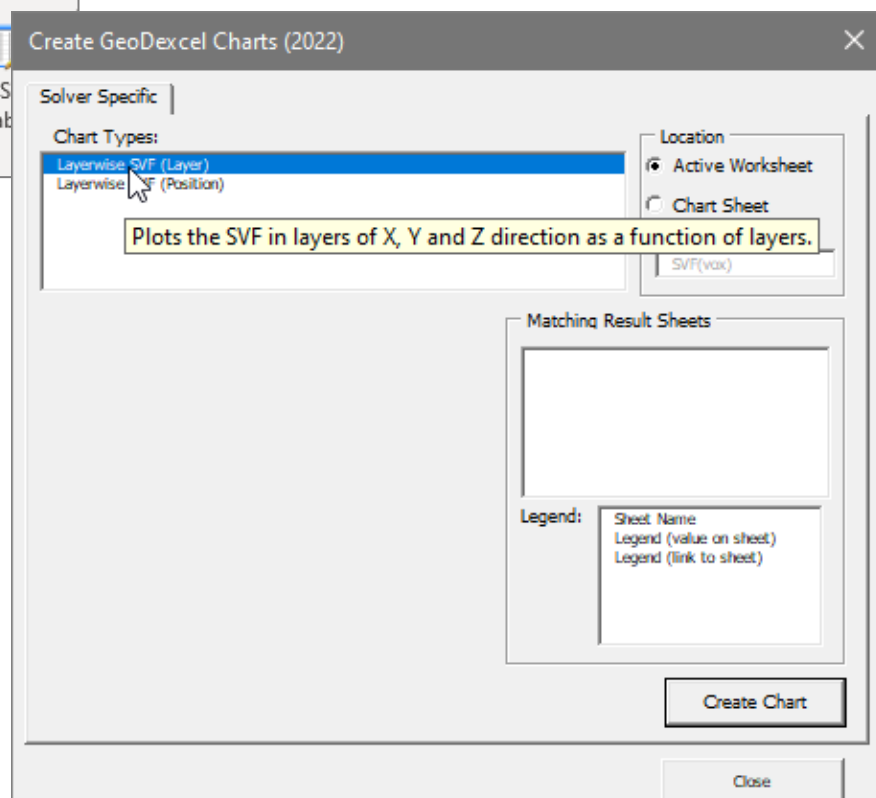 Create GeoDexcel Charts (2022)
Solver Specific
Chart Types:
Layerwise SVF (Layer)
Layerwise (Position)
Location
Active Worksheet
Chart Sheet
Plots the SVF in layers of X, Y and Z direction as a function of layers.
SVF(vox)
Matching Result Sheets
Legend:
Sheet Name
Legend (value on sheet)
Legend (link to sheet)
Create Chart
Close